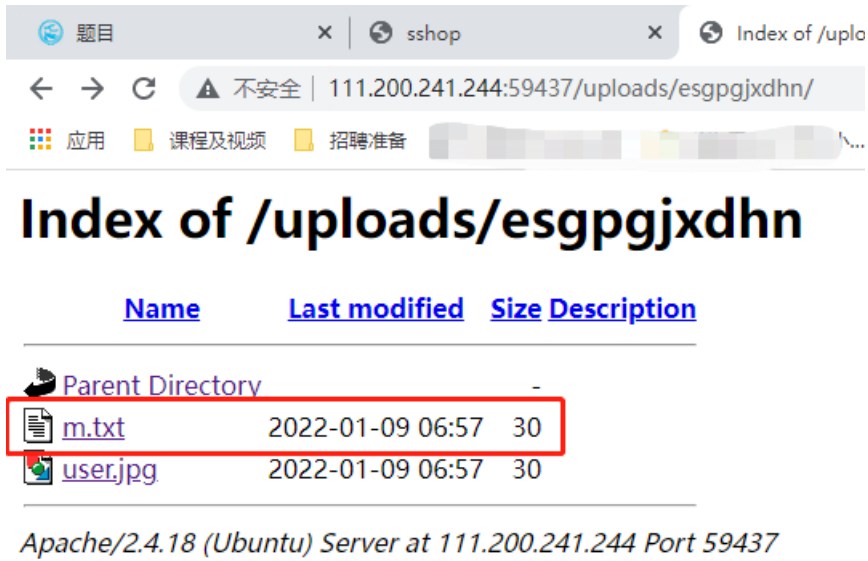 题目 sshop Index of /uplo
不安全 | 111.200.241.244:59437/uploads/esgpgjxdhn/
应用 课程及视频 招聘准备
Index of /uploads/esgpgjxdhn
Name Last modified Size Description
Parent Directory -
m.txt 2022-01-09 06:57 30
user.jpg 2022-01-09 06:57 30
Apache/2.4.18 (Ubuntu) Server at 111.200.241.244 Port 59437